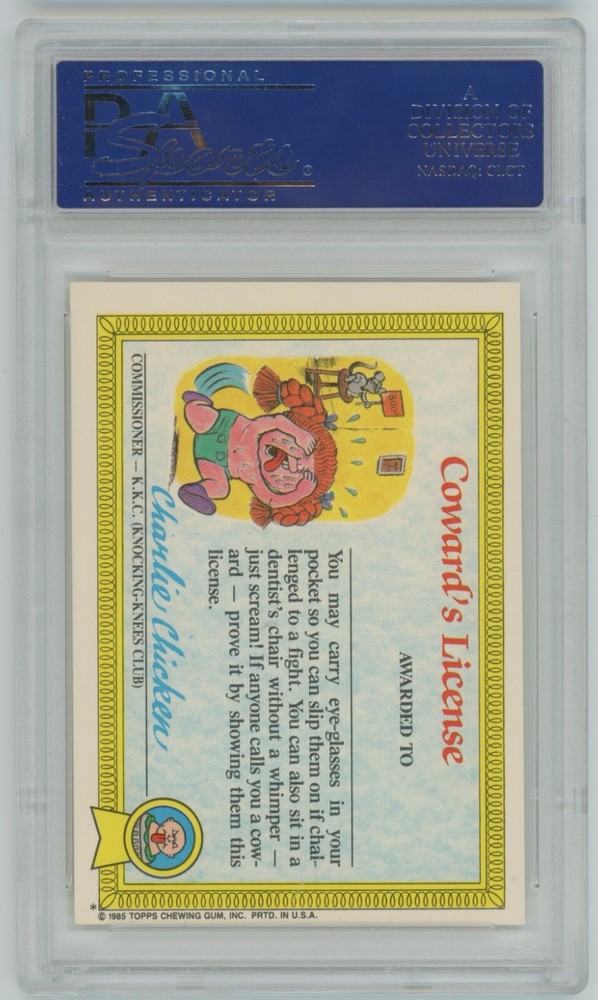 PROFESSIONAL
PSA
Sports
AUTHENTICATOR
A
DIVISION OF
COLLECTORS
UNIVERSE
NASDAQ: CLCT
Coward's License
AWARDED TO
You may carry eye-glasses in your
pocket so you can slip them on if chal-
lenged to a fight. You can also sit in a
dentist's chair without a whimper —
just scream! If anyone calls you a cow-
ard — prove it by showing them this
license.
BOO!
Charlie Chicken
COMMISSIONER — K.K.C. (KNOCKING-KNEES CLUB)
* © 1985 TOPPS CHEWING GUM, INC. PRTD. IN U.S.A.